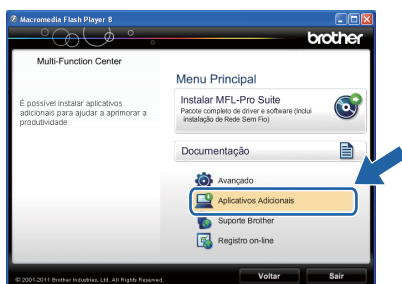 Macromedia Flash Player 8
brother
Multi-Function Center
Menu Principal
É possível instalar aplicativos
adicionais para ajudar a aprimorar a
produtividade.
Instalar MFL-Pro Suite
Pacote completo de driver e software (Inclui
instalação de Rede Sem Fio)
Documentação
Avançado
Aplicativos Adicionais
Suporte Brother
Registro on-line
© 2001-2011 Brother Industries, Ltd. All Rights Reserved.
Voltar
Sair